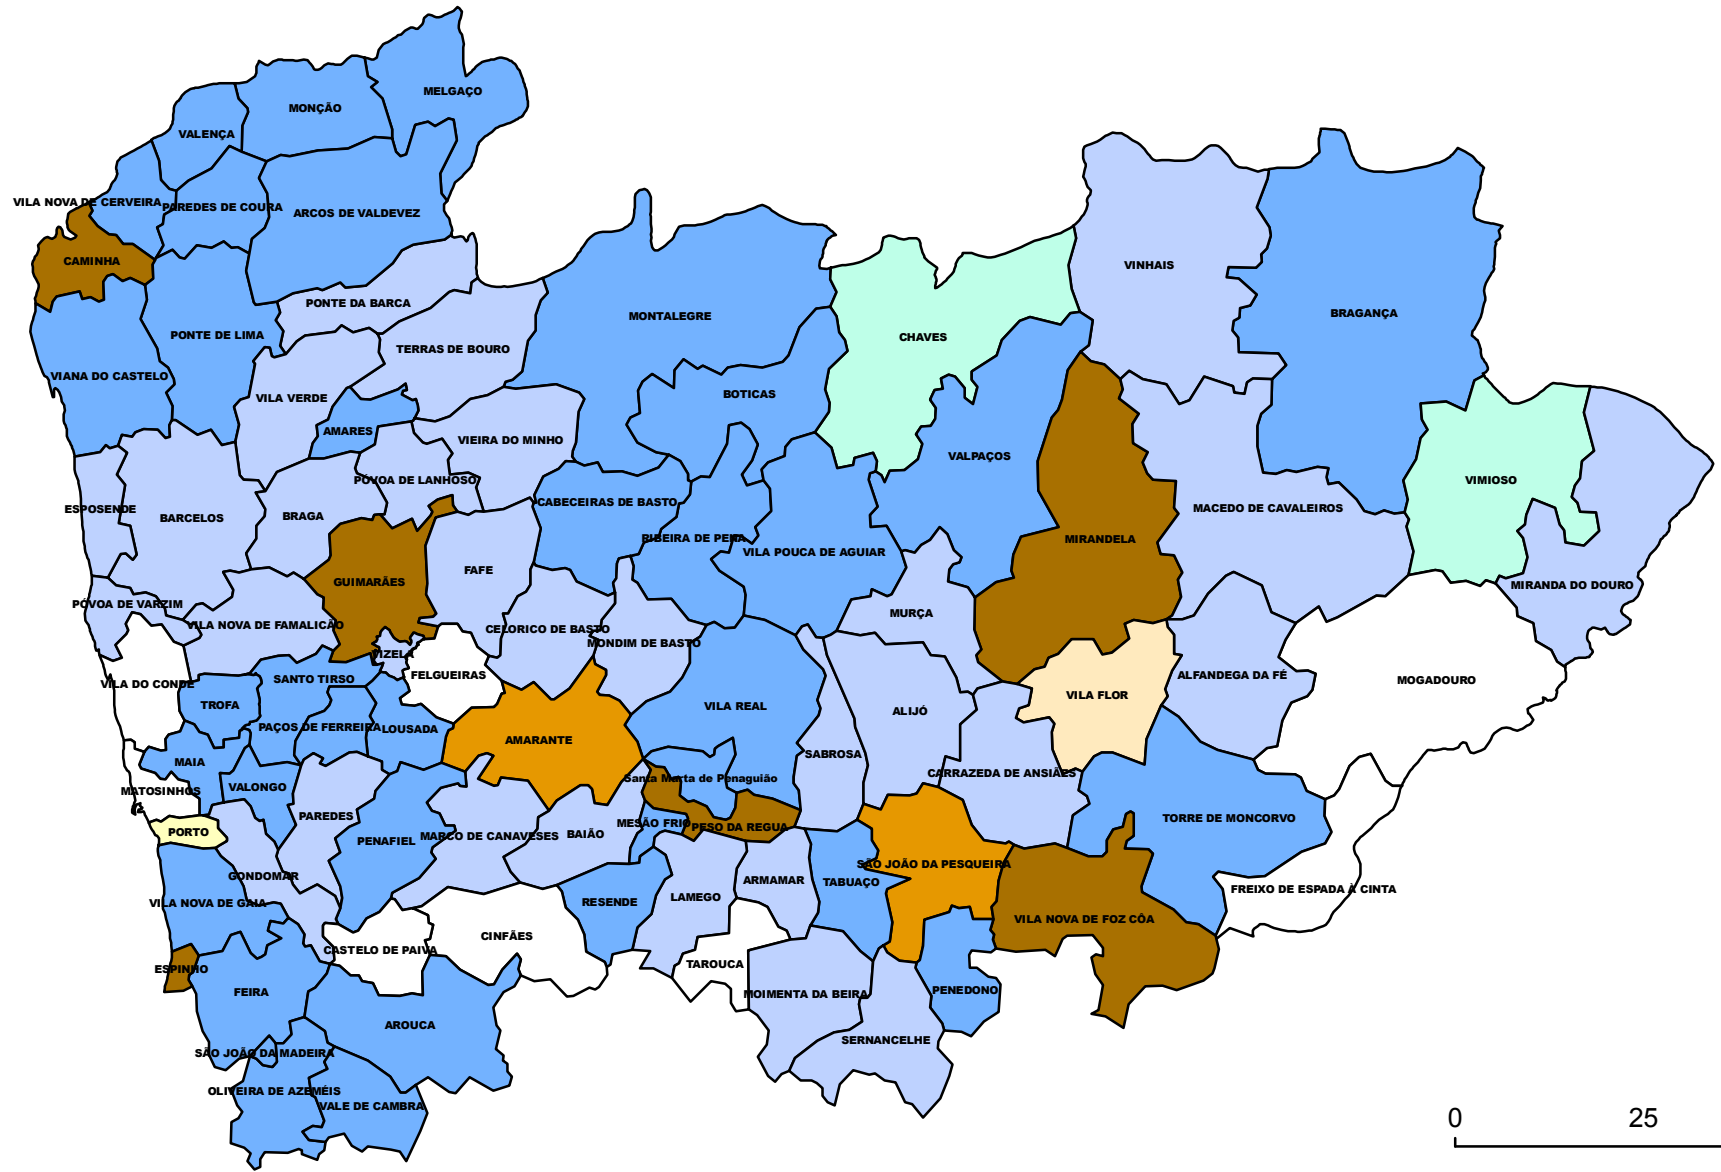 MELGAÇO
MONÇÃO
VALENÇA
VILA NOVA DE CERVEIRA
PAREDES DE COURA
ARCOS DE VALDEVEZ
CAMINHA
VINHAIS
PONTE DA BARCA
MONTALEGRE
BRAGANÇA
PONTE DE LIMA
CHAVES
TERRAS DE BOURO
VIANA DO CASTELO
BOTICAS
VILA VERDE
AMARES
VIEIRA DO MINHO
VALPAÇOS
PÓVOA DE LANHOSO
VIMIOSO
CABECEIRAS DE BASTO
ESPOSENDE
BARCELOS
BRAGA
MACEDO DE CAVALEIROS
RIBEIRA DE PENA
MIRANDELA
VILA POUCA DE AGUIAR
FAFE
GUIMARÃES
MIRANDA DO DOURO
PÓVOA DE VARZIM
MURÇA
VILA NOVA DE FAMALICÃO
CELORICO DE BASTO
MONDIM DE BASTO
VIZELA
FELGUEIRAS
ALFANDEGA DA FÉ
SANTO TIRSO
MOGADOURO
VILA DO CONDE
VILA FLOR
TROFA
VILA REAL
ALIJÓ
PAÇOS DE FERREIRA
LOUSADA
AMARANTE
SABROSA
MAIA
CARRAZEDA DE ANSIÃES
Santa Marta de Penaguião
VALONGO
MATOSINHOS
PAREDES
TORRE DE MONCORVO
MESÃO FRIO
PESO DA REGUA
PORTO
MARCO DE CANAVESES
BAIÃO
PENAFIEL
SÃO JOÃO DA PESQUEIRA
GONDOMAR
ARMAMAR
TABUAÇO
FREIXO DE ESPADA À CINTA
LAMEGO
VILA NOVA DE GAIA
RESENDE
VILA NOVA DE FOZ CÔA
CINFÃES
CASTELO DE PAIVA
TAROUCA
ESPINHO
FEIRA
PENEDONO
MOIMENTA DA BEIRA
AROUCA
SERNANCELHE
SÃO JOÃO DA MADEIRA
OLIVEIRA DE AZEMÉIS
VALE DE CAMBRA
0 25